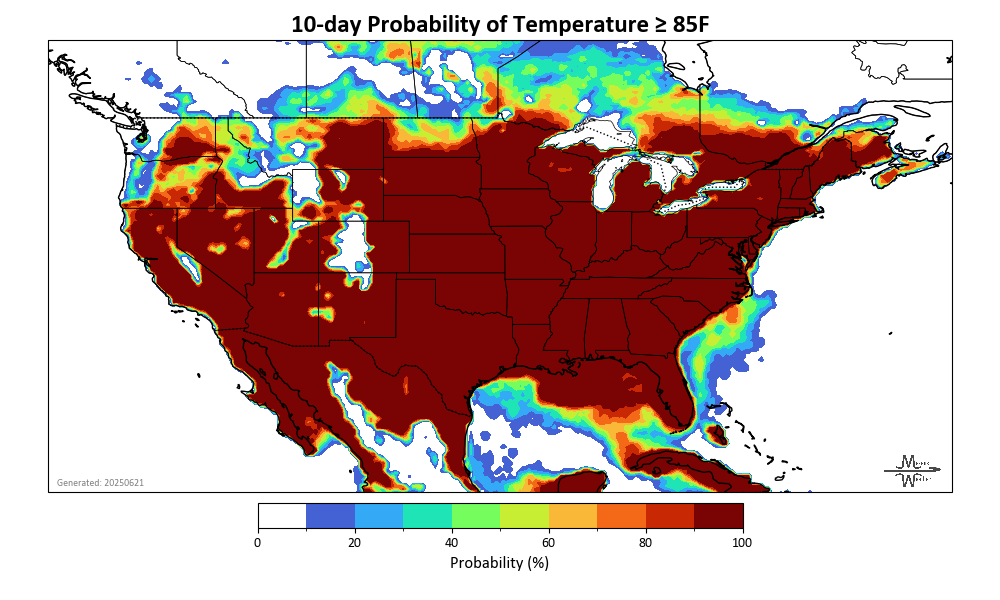 10-day Probability of Temperature ≥ 85F
Generated: 20250621
0 20 40 60 80 100
Probability (%)